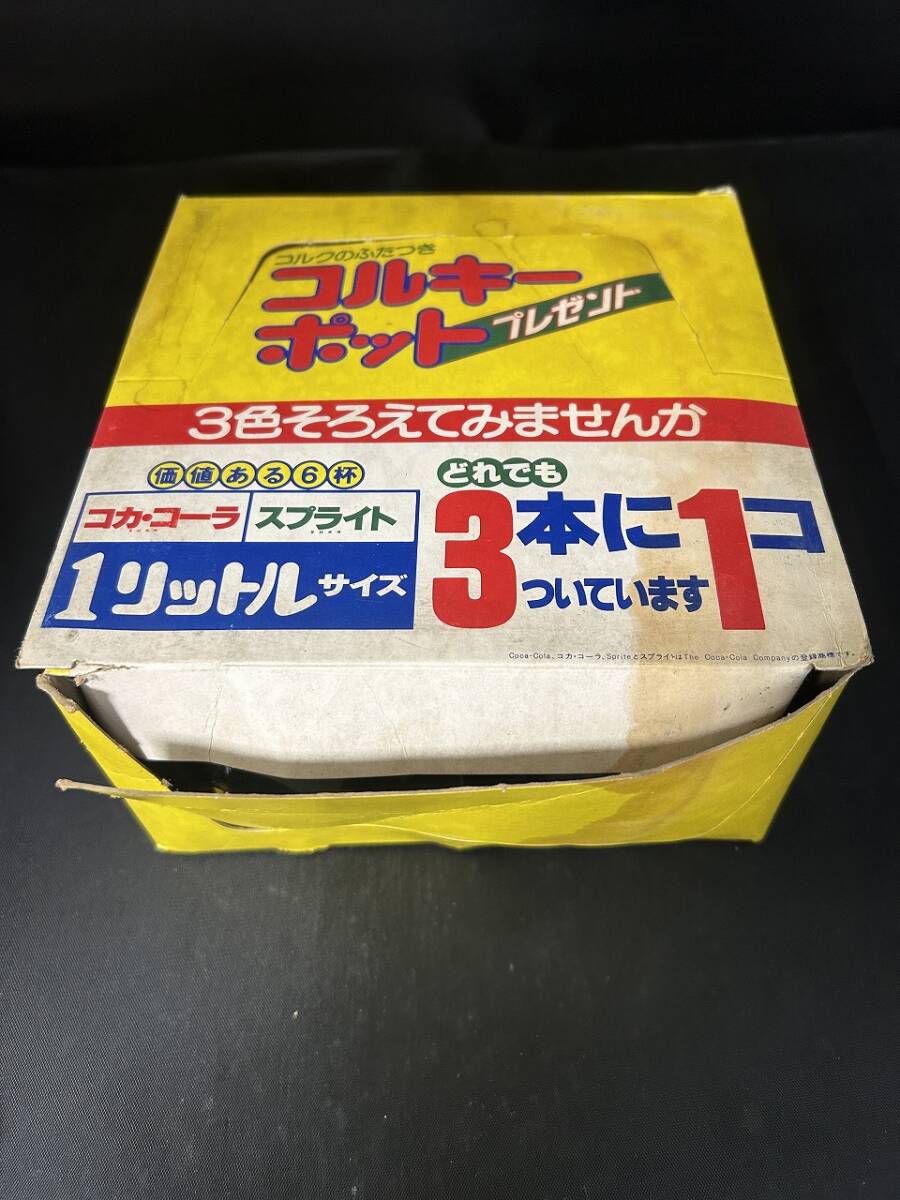 コルクのふたつき
コルキー
ポット プレゼント
3色そろえてみませんか
価値ある6杯
コカ・コーラ スプライト
1リットルサイズ
どれでも
3本に1コ
ついています
Coca-Cola、コカ・コーラ、SpriteとスプライトはThe Coca-Cola Companyの登録商標です。